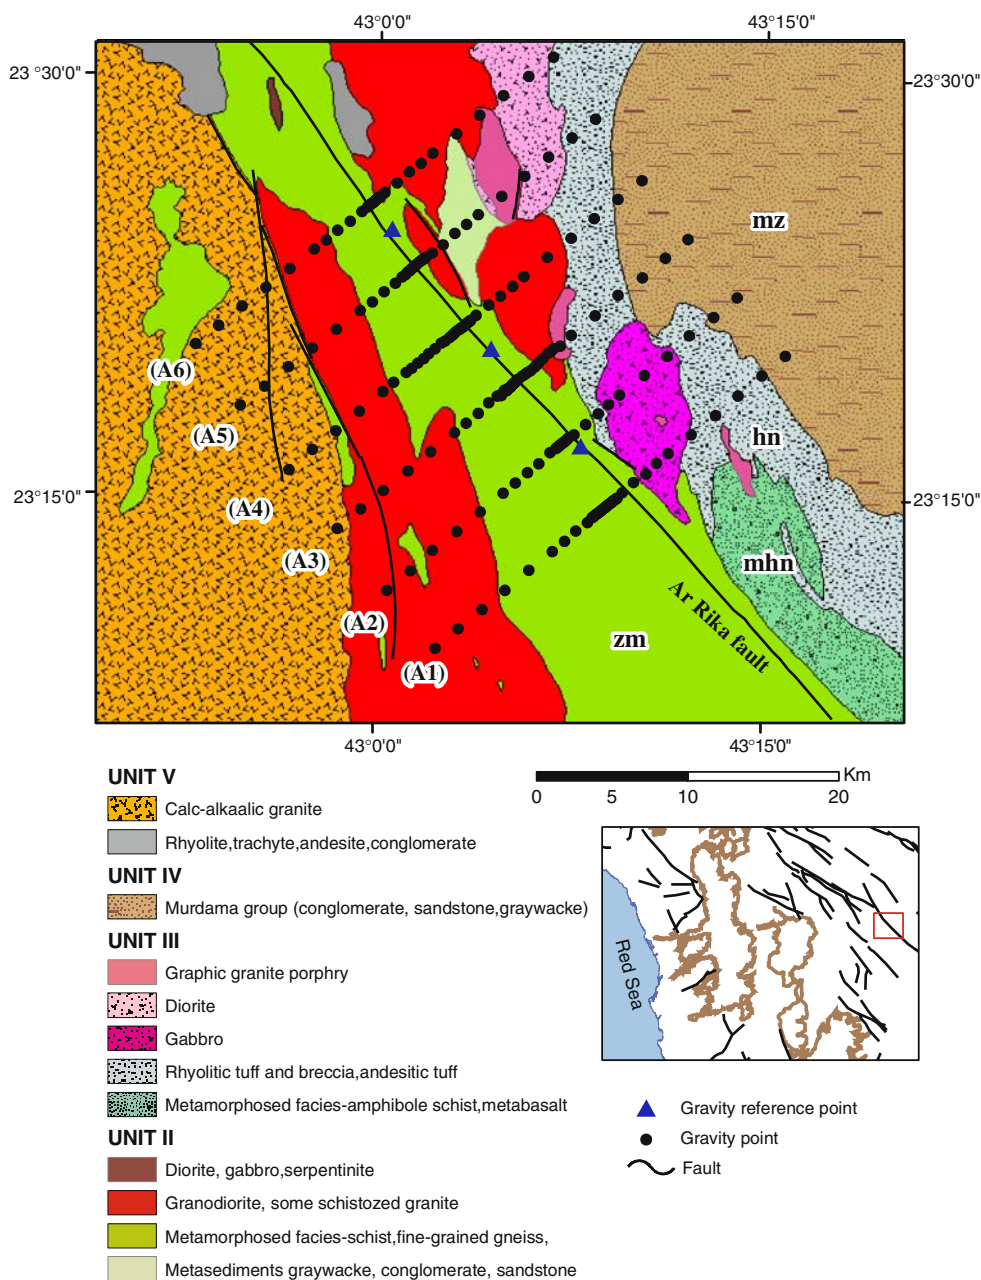 43°0'0" 43°15'0"
23 °30'0" 23°30'0"
mz
(A6)
(A5) hn
23°15'0" 23°15'0"
(A4)
(A3) mhn
(A2) zm Ar Rika fault
(A1)
43°0'0" 43°15'0"
UNIT V
Calc-alkaalic granite
Rhyolite,trachyte,andesite,conglomerate
UNIT IV
Murdama group (conglomerate, sandstone,graywacke)
UNIT III
Graphic granite porphry
Diorite
Gabbro
Rhyolitic tuff and breccia,andesitic tuff
Metamorphosed facies-amphibole schist,metabasalt
UNIT II
Diorite, gabbro,serpentinite
Granodiorite, some schistozed granite
Metamorphosed facies-schist,fine-grained gneiss,
Metasediments graywacke, conglomerate, sandstone
Km
0 5 10 20
Red Sea
Gravity reference point
Gravity point
Fault